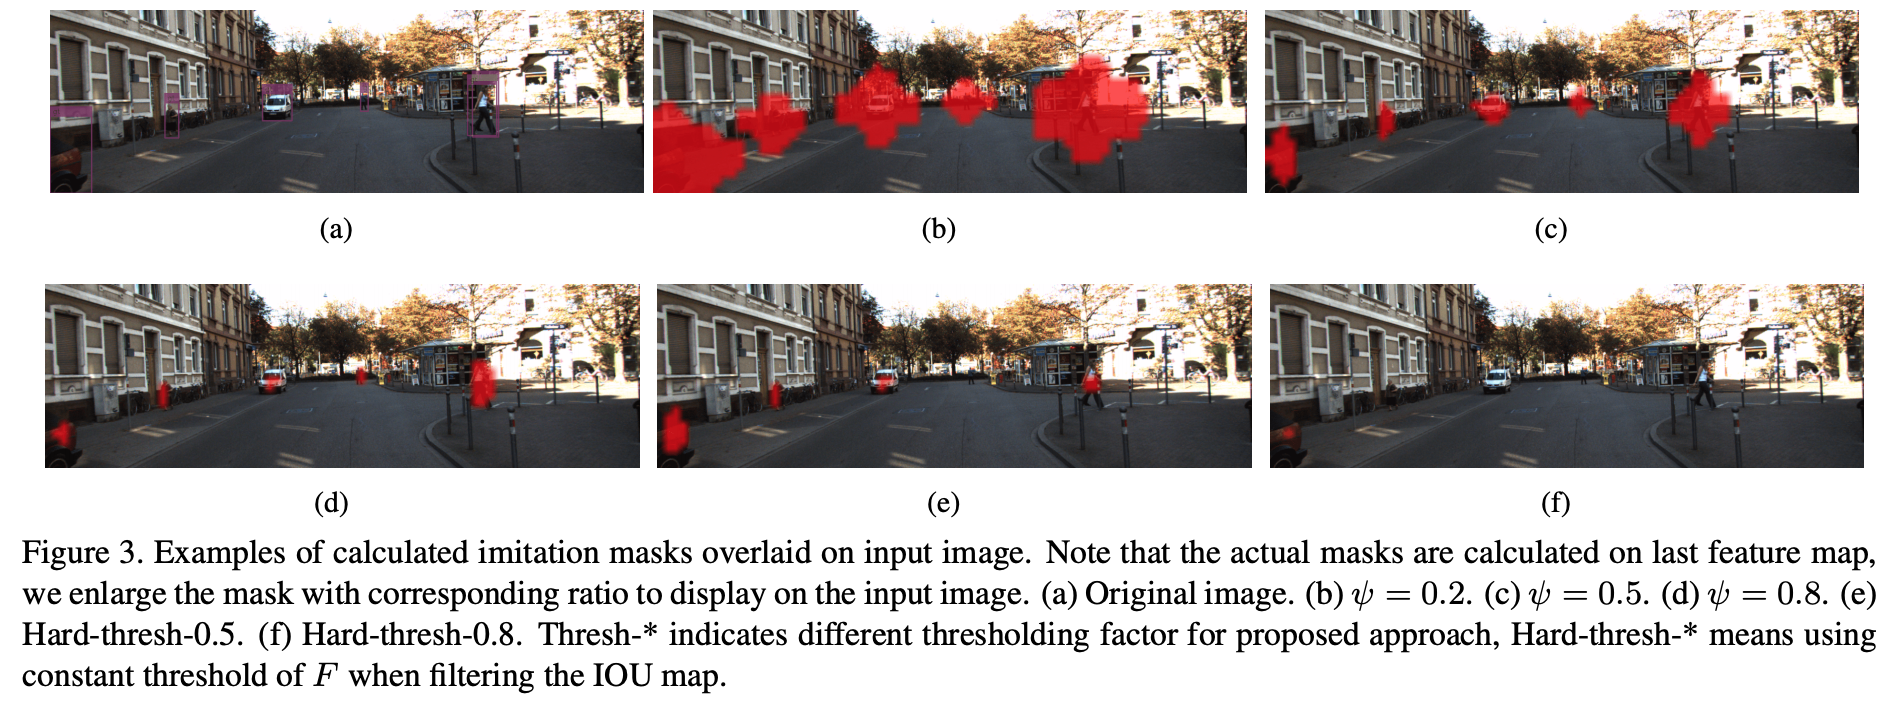 (a)
(b)
(c)
(d)
(e)
(f)
Figure 3. Examples of calculated imitation masks overlaid on input image. Note that the actual masks are calculated on last feature map,
we enlarge the mask with corresponding ratio to display on the input image. (a) Original image. (b) ψ = 0.2. (c) ψ = 0.5. (d) ψ = 0.8. (e)
Hard-thresh-0.5. (f) Hard-thresh-0.8. Thresh-* indicates different thresholding factor for proposed approach, Hard-thresh-* means using
constant threshold of F when filtering the IOU map.